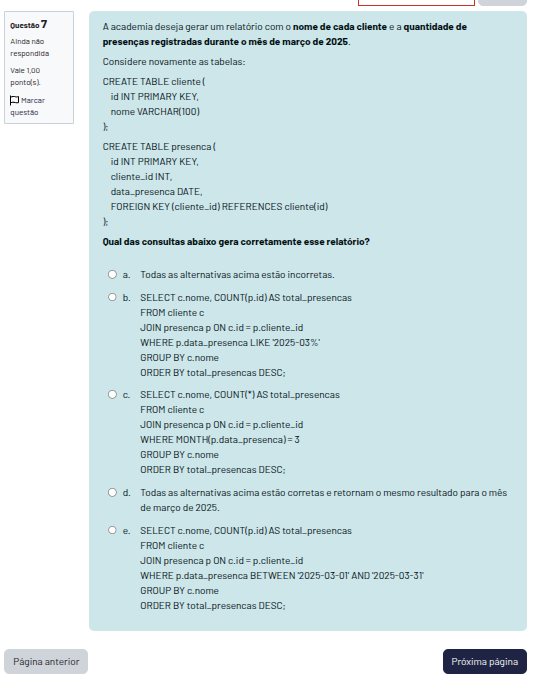 Questão 7
Ainda não
respondida
Vale 1,00
ponto(s).
Marcar
questão
A academia deseja gerar um relatório com o nome de cada cliente e a quantidade de
presenças registradas durante o mês de março de 2025.
Considere novamente as tabelas:
CREATE TABLE cliente (
id INT PRIMARY KEY,
nome VARCHAR(100)
);
CREATE TABLE presenca (
id INT PRIMARY KEY,
cliente_id INT,
data_presenca DATE,
FOREIGN KEY (cliente_id) REFERENCES cliente(id)
);
Qual das consultas abaixo gera corretamente esse relatório?
a. Todas as alternativas acima estão incorretas.
b. SELECT c.nome, COUNT(p.id) AS total_presencas
FROM cliente c
JOIN presenca p ON c.id = p.cliente_id
WHERE p.data_presenca LIKE '2025-03%'
GROUP BY c.nome
ORDER BY total_presencas DESC;
c. SELECT c.nome, COUNT(*) AS total_presencas
FROM cliente c
JOIN presenca p ON c.id = p.cliente_id
WHERE MONTH(p.data_presenca) = 3
GROUP BY c.nome
ORDER BY total_presencas DESC;
d. Todas as alternativas acima estão corretas e retornam o mesmo resultado para o mês
de março de 2025.
e. SELECT c.nome, COUNT(p.id) AS total_presencas
FROM cliente c
JOIN presenca p ON c.id = p.cliente_id
WHERE p.data_presenca BETWEEN '2025-03-01' AND '2025-03-31'
GROUP BY c.nome
ORDER BY total_presencas DESC;
Página anterior
Próxima página